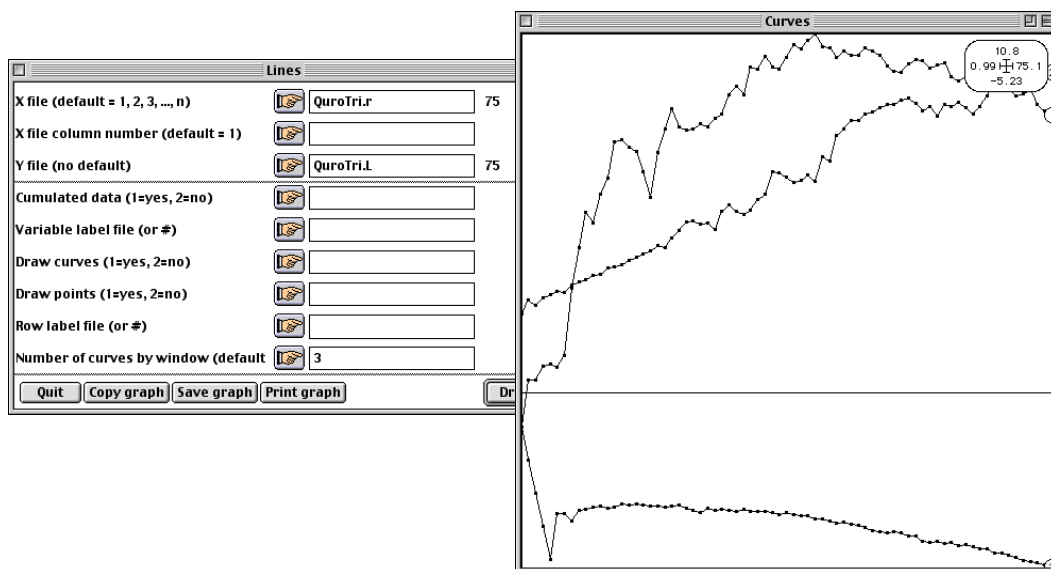 Curves
10.8
0.99 75.1
-5.23
Lines
X file (default = 1, 2, 3, ..., n) QuroTri.r 75
X file column number (default = 1)
Y file (no default) QuroTri.L 75
Cumulated data (1=yes, 2=no)
Variable label file (or #)
Draw curves (1=yes, 2=no)
Draw points (1=yes, 2=no)
Row label file (or #)
Number of curves by window (default 3
Quit Copy graph Save graph Print graph Dr